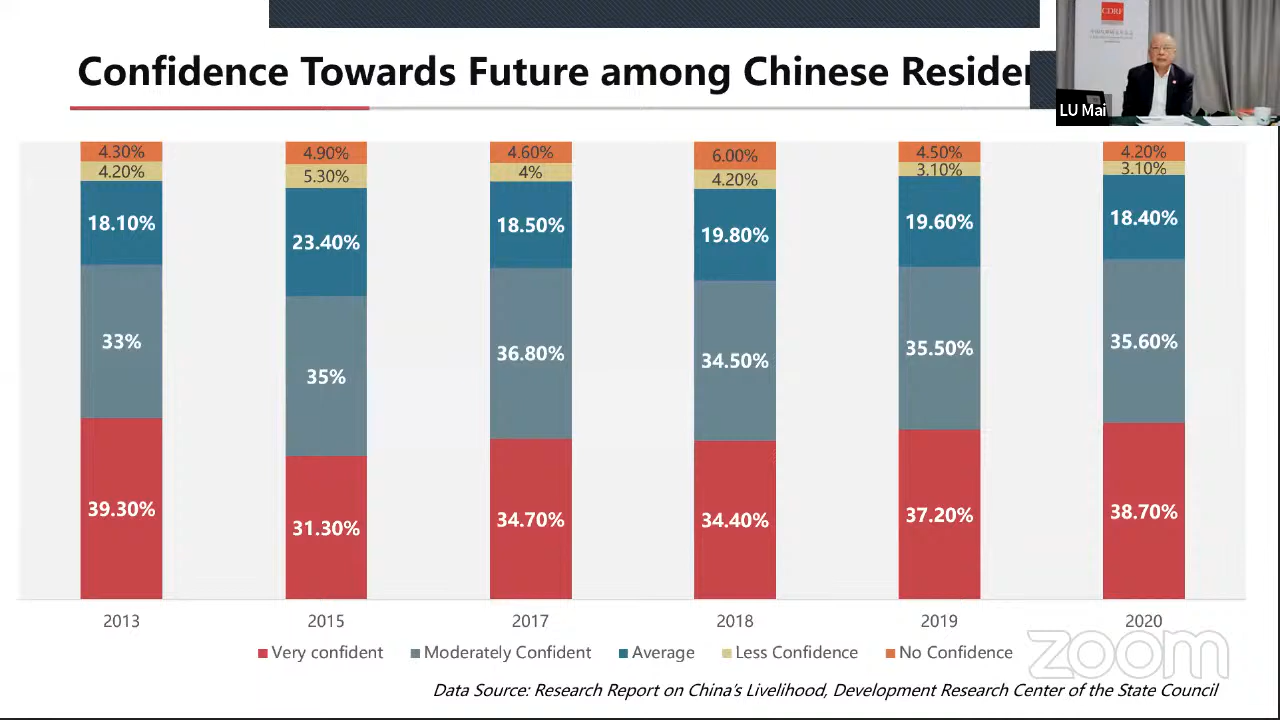 Confidence Towards Future among Chinese Residen
CDRF
LU Mai
4.30% 4.90% 4.60% 6.00% 4.50% 4.20%
4.20% 5.30% 4% 4.20% 3.10% 3.10%
18.10% 23.40% 18.50% 19.80% 19.60% 18.40%
33% 35% 36.80% 34.50% 35.50% 35.60%
39.30% 31.30% 34.70% 34.40% 37.20% 38.70%
2013 2015 2017 2018 2019 2020
Very confident Moderately Confident Average Less Confidence No Confidence
zoom
Data Source: Research Report on China's Livelihood, Development Research Center of the State Council